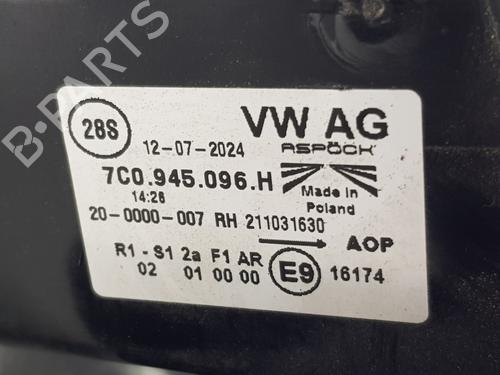 B-PARTS
28S
VW AG
12-07-2024
ASPÖCK
7C0.945.096.H
14:26
Made in
Poland
20-0000-007 RH 211031630
AOP
R1 - S1 2a F1 AR
02 01 00 00
E9
16174